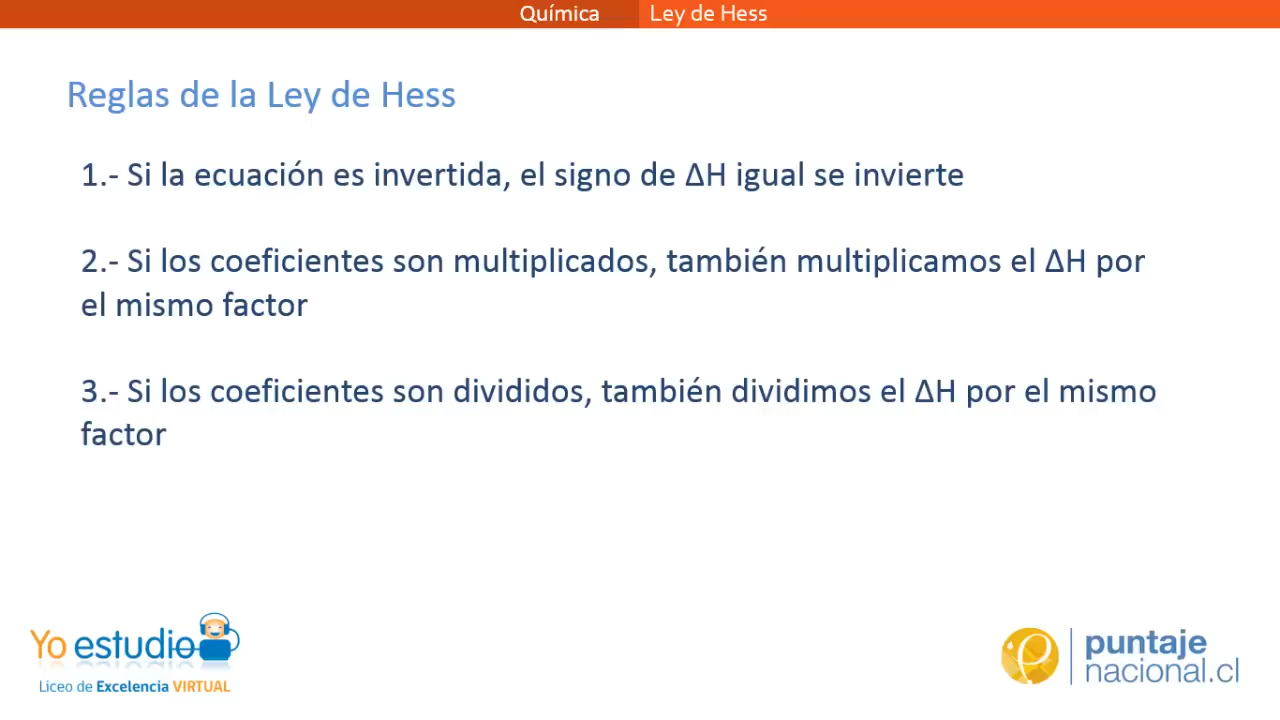 Química Ley de Hess
Reglas de la Ley de Hess
1.- Si la ecuación es invertida, el signo de ΔH igual se invierte
2.- Si los coeficientes son multiplicados, también multiplicamos el ΔH por
el mismo factor
3.- Si los coeficientes son divididos, también dividimos el ΔH por el mismo
factor
Yo estudio
Liceo de Excelencia VIRTUAL
puntaje
nacional.cl